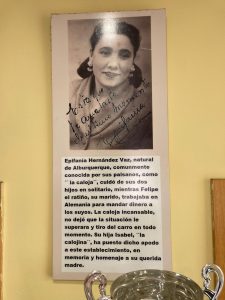 Epifania Hernández Vaz, natural
de Alburquerque, comunmente
conocida por sus paisanos, como
¨la caloja¨, cuidó de sus dos
hijos en solitario, mientras Felipe
el ratiño, su marido, trabajaba en
Alemania para mandar dinero a
los suyos. La caloja incansable,
no dejó que la situación le
superara y tiro del carro en todo
momento. Su hija Isabel, ¨la
calojina¨, ha puesto dicho apodo
a este establecimiento, en
memoria y homenaje a su querida
madre.